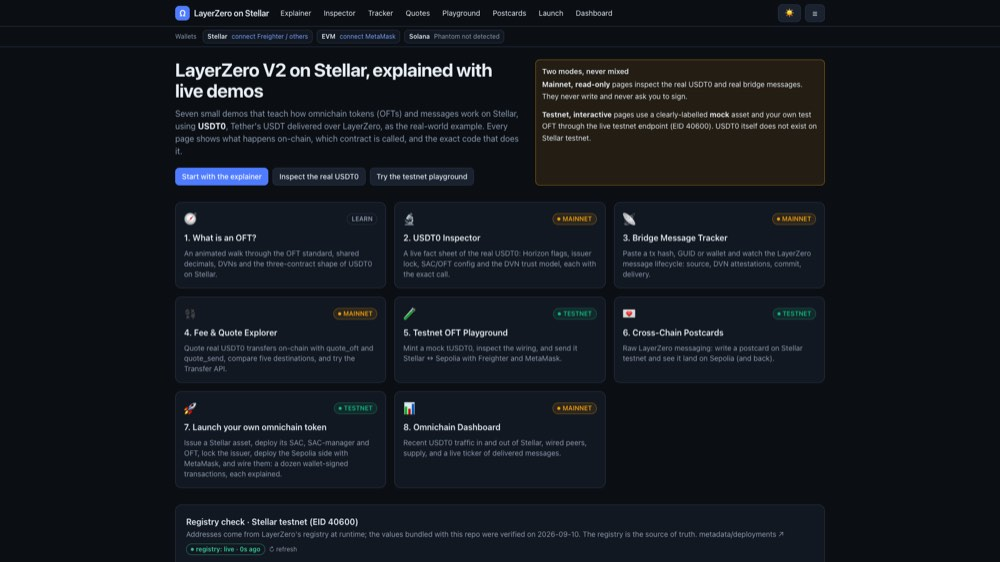 Ω LayerZero on Stellar Explainer Inspector Tracker Quotes Playground Postcards Launch Dashboard
Wallets Stellar connect Freighter / others EVM connect MetaMask Solana Phantom not detected
LayerZero V2 on Stellar, explained with
live demos
Seven small demos that teach how omnichain tokens (OFTs) and messages work on Stellar,
using USDT0, Tether's USDT delivered over LayerZero, as the real-world example. Every
page shows what happens on-chain, which contract is called, and the exact code that does
it.
Start with the explainer Inspect the real USDT0 Try the testnet playground
Two modes, never mixed
Mainnet, read-only pages inspect the real USDT0 and real bridge messages.
They never write and never ask you to sign.
Testnet, interactive pages use a clearly-labelled mock asset and your own test
OFT through the live testnet endpoint (EID 40600). USDT0 itself does not exist on
Stellar testnet.
LEARN
1. What is an OFT?
An animated walk through the OFT standard, shared
decimals, DVNs and the three-contract shape of USDT0
on Stellar.
MAINNET
2. USDT0 Inspector
A live fact sheet of the real USDT0: Horizon flags, issuer
lock, SAC/OFT config and the DVN trust model, each with
the exact call.
MAINNET
3. Bridge Message Tracker
Paste a tx hash, GUID or wallet and watch the LayerZero
message lifecycle: source, DVN attestations, commit,
delivery.
MAINNET
4. Fee & Quote Explorer
Quote real USDT0 transfers on-chain with quote_oft and
quote_send, compare five destinations, and try the
Transfer API.
TESTNET
5. Testnet OFT Playground
Mint a mock tUSDT0, inspect the wiring, and send it
Stellar ↔ Sepolia with Freighter and MetaMask.
TESTNET
6. Cross-Chain Postcards
Raw LayerZero messaging: write a postcard on Stellar
testnet and see it land on Sepolia (and back).
TESTNET
7. Launch your own omnichain token
Issue a Stellar asset, deploy its SAC, SAC-manager and
OFT, lock the issuer, deploy the Sepolia side with
MetaMask, and wire them: a dozen wallet-signed
transactions, each explained.
MAINNET
8. Omnichain Dashboard
Recent USDT0 traffic in and out of Stellar, wired peers,
supply, and a live ticker of delivered messages.
Registry check · Stellar testnet (EID 40600)
Addresses come from LayerZero's registry at runtime; the values bundled with this repo were verified on 2026-09-10. The registry is the source of truth. metadata/deployments ↗
registry: live · 0s ago ↻ refresh